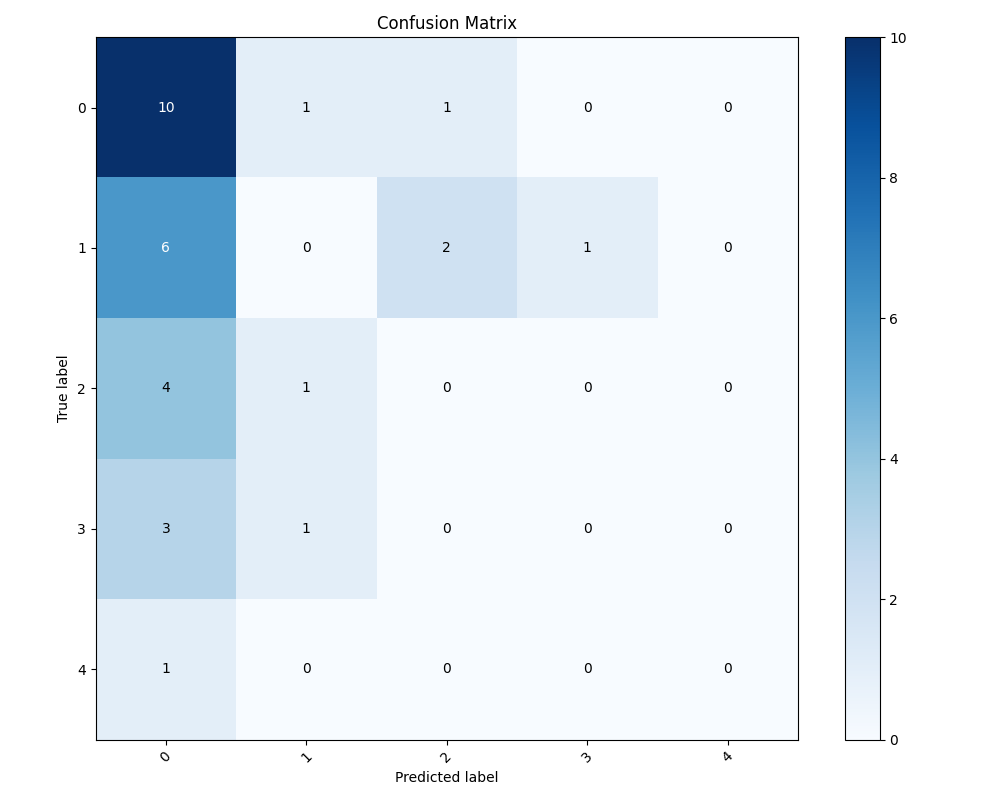 Confusion Matrix
0 10 1 1 0 0
1 6 0 2 1 0
2 4 1 0 0 0
3 3 1 0 0 0
4 1 0 0 0 0
True label
0 1 2 3 4
Predicted label
10
8
6
4
2
0